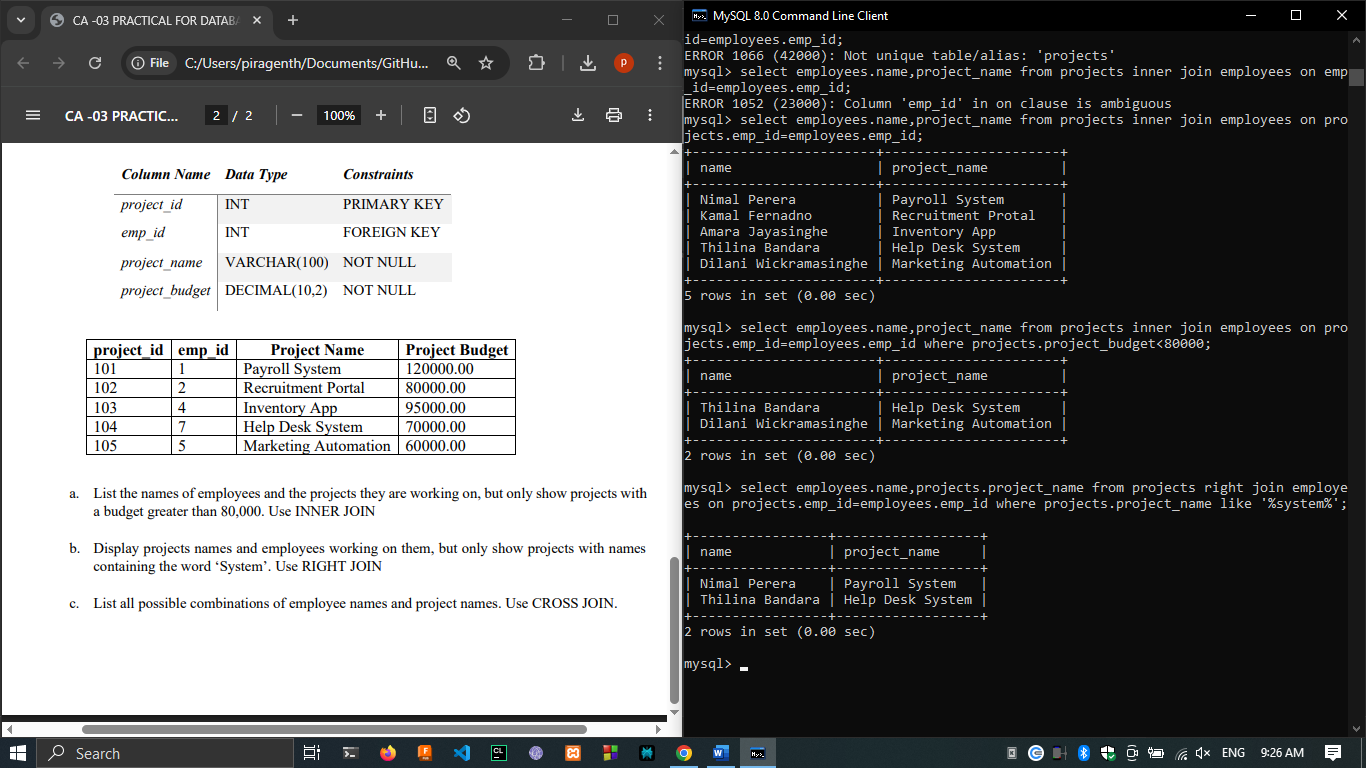 CA -03 PRACTICAL FOR DATABA
File
C:/Users/piragenth/Documents/GitHu...
p
CA -03 PRACTIC...
2 / 2
100%
Column Name Data Type Constraints
project_id INT PRIMARY KEY
emp_id INT FOREIGN KEY
project_name VARCHAR(100) NOT NULL
project_budget DECIMAL(10,2) NOT NULL
project_id emp_id Project Name Project Budget
101 1 Payroll System 120000.00
102 2 Recruitment Portal 80000.00
103 4 Inventory App 95000.00
104 7 Help Desk System 70000.00
105 5 Marketing Automation 60000.00
a. List the names of employees and the projects they are working on, but only show projects with
a budget greater than 80,000. Use INNER JOIN
b. Display projects names and employees working on them, but only show projects with names
containing the word ‘System’. Use RIGHT JOIN
c. List all possible combinations of employee names and project names. Use CROSS JOIN.
MySQL 8.0 Command Line Client
id=employees.emp_id;
ERROR 1066 (42000): Not unique table/alias: 'projects'
mysql> select employees.name,project_name from projects inner join employees on emp
_id=employees.emp_id;
ERROR 1052 (23000): Column 'emp_id' in on clause is ambiguous
mysql> select employees.name,project_name from projects inner join employees on pro
jects.emp_id=employees.emp_id;
+-----------------------+----------------------+
| name | project_name |
+-----------------------+----------------------+
| Nimal Perera | Payroll System |
| Kamal Fernadno | Recruitment Protal |
| Amara Jayasinghe | Inventory App |
| Thilina Bandara | Help Desk System |
| Dilani Wickramasinghe | Marketing Automation |
+-----------------------+----------------------+
5 rows in set (0.00 sec)
mysql> select employees.name,project_name from projects inner join employees on pro
jects.emp_id=employees.emp_id where projects.project_budget<80000;
+-----------------------+----------------------+
| name | project_name |
+-----------------------+----------------------+
| Thilina Bandara | Help Desk System |
| Dilani Wickramasinghe | Marketing Automation |
+-----------------------+----------------------+
2 rows in set (0.00 sec)
mysql> select employees.name,projects.project_name from projects right join employe
es on projects.emp_id=employees.emp_id where projects.project_name like '%system%';
+-----------------+------------------+
| name | project_name |
+-----------------+------------------+
| Nimal Perera | Payroll System |
| Thilina Bandara | Help Desk System |
+-----------------+------------------+
2 rows in set (0.00 sec)
mysql>
Search
CL
ENG
9:26 AM